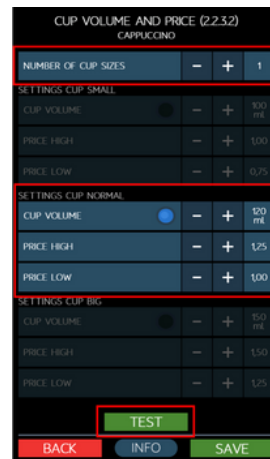 CUP VOLUME AND PRICE (2.2.3.2)
CAPPUCCINO
NUMBER OF CUP SIZES - + 1
SETTINGS CUP SMALL
CUP VOLUME - + 100 ml
PRICE HIGH - + 1,00
PRICE LOW - + 0,75
SETTINGS CUP NORMAL
CUP VOLUME - + 120 ml
PRICE HIGH - + 1,25
PRICE LOW - + 1,00
SETTINGS CUP BIG
CUP VOLUME - + 150 ml
PRICE HIGH - + 1,50
PRICE LOW - + 1,25
TEST
BACK INFO SAVE